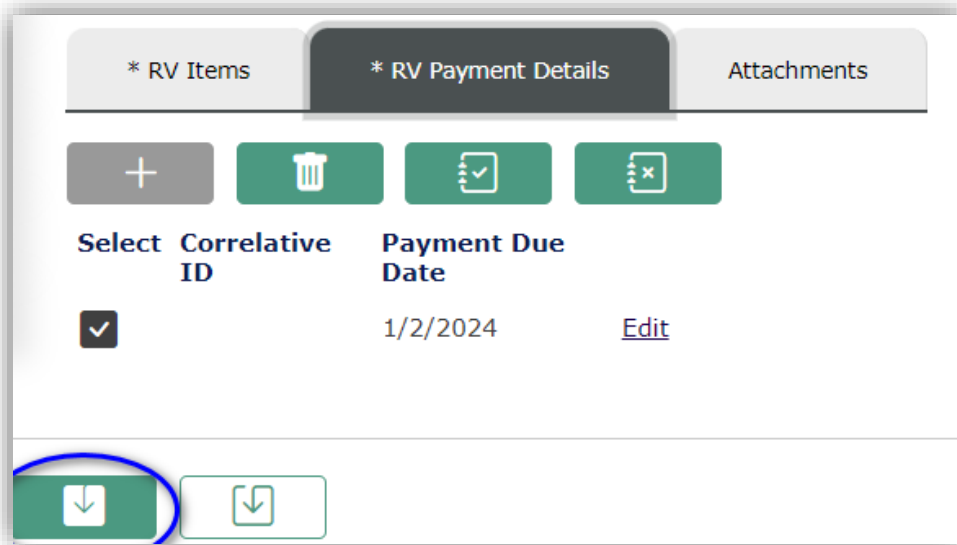 * RV Items
* RV Payment Details
Attachments
Select
Correlative
ID
Payment Due
Date
1/2/2024
Edit